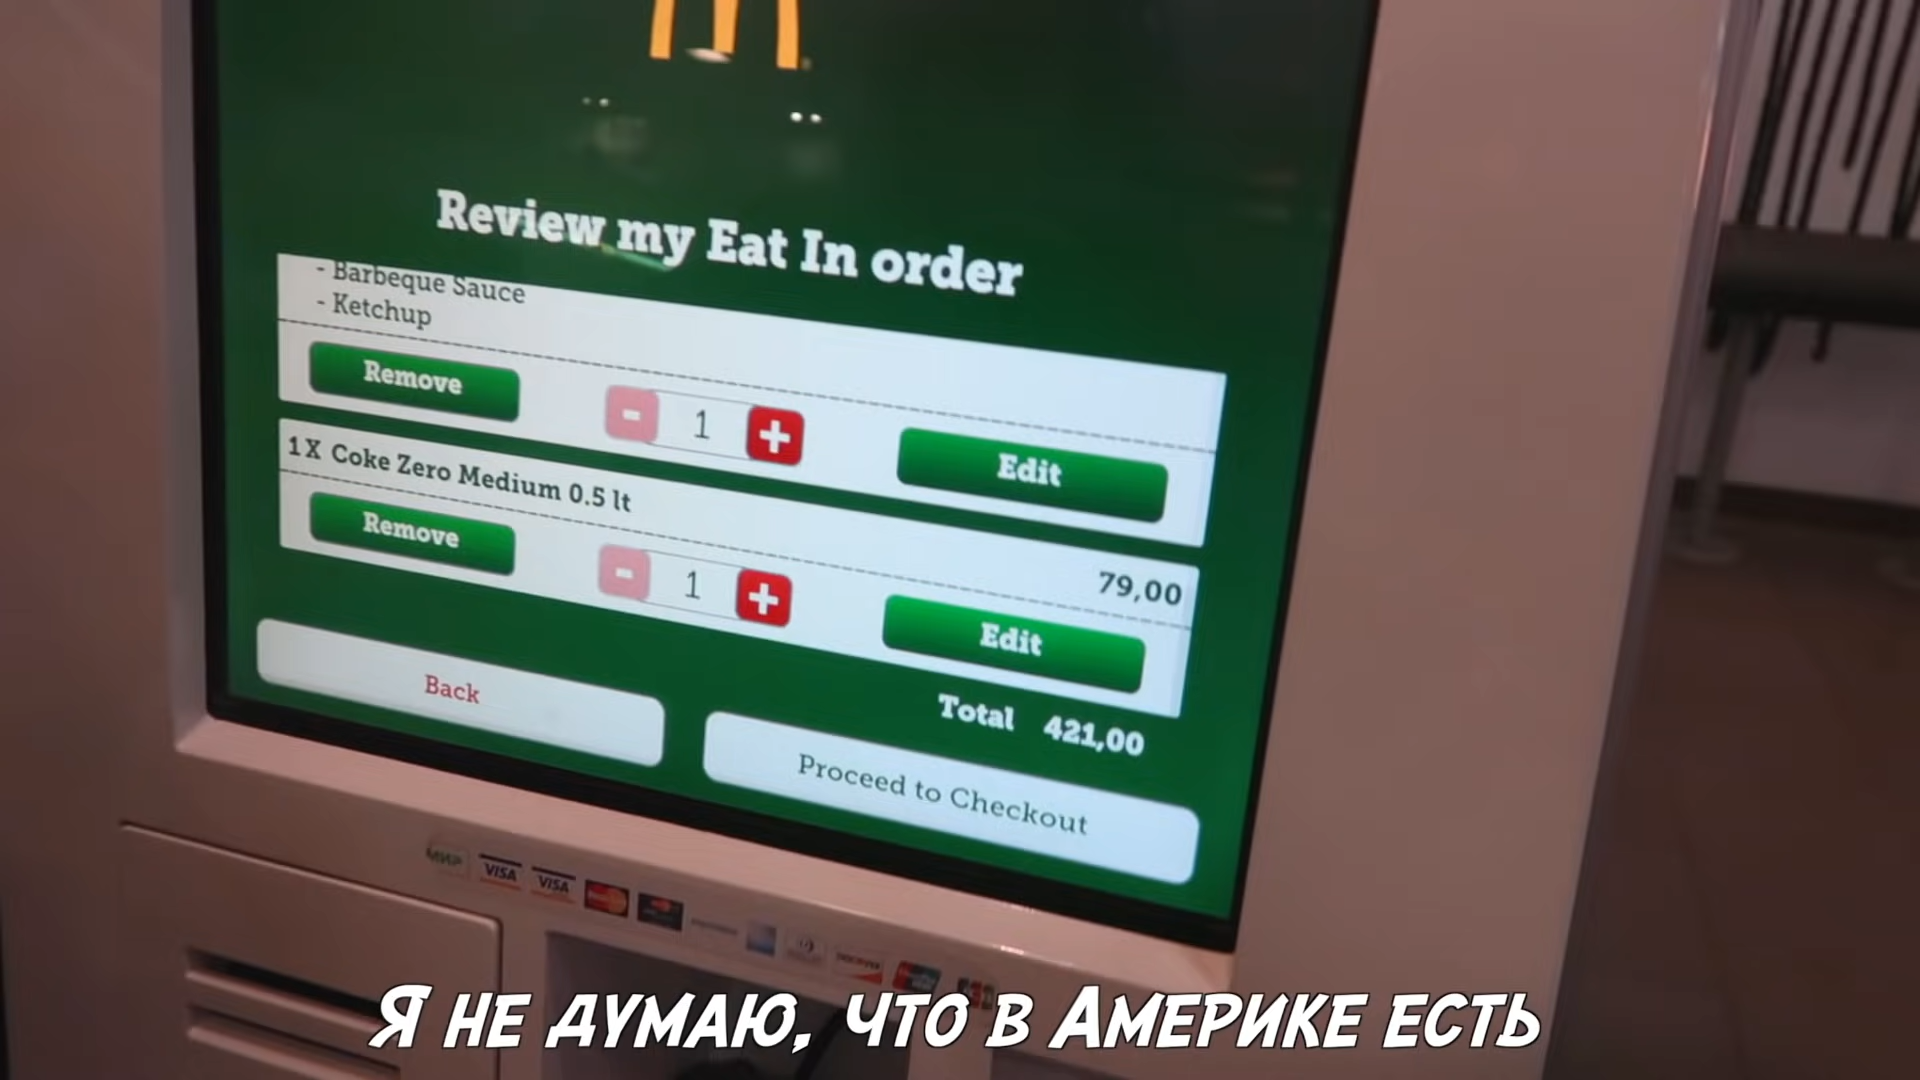 Review my Eat In order
- Barbeque Sauce
- Ketchup
Remove
- 1 +
Edit
1 X Coke Zero Medium 0.5 lt
79,00
Remove
- 1 +
Edit
Total 421,00
Back
Proceed to Checkout
МИР VISA VISA
DISCOVER
Я НЕ ДУМАЮ, ЧТО В АМЕРИКЕ ЕСТЬ